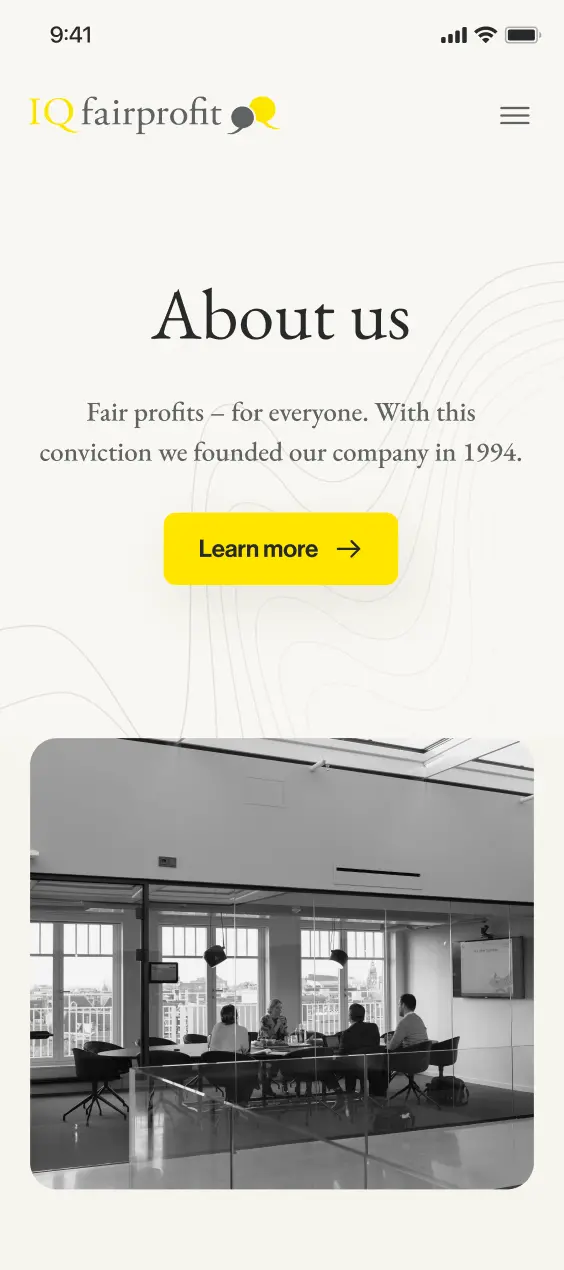 9:41
IQ fairprofit
About us
Fair profits – for everyone. With this
conviction we founded our company in 1994.
Learn more